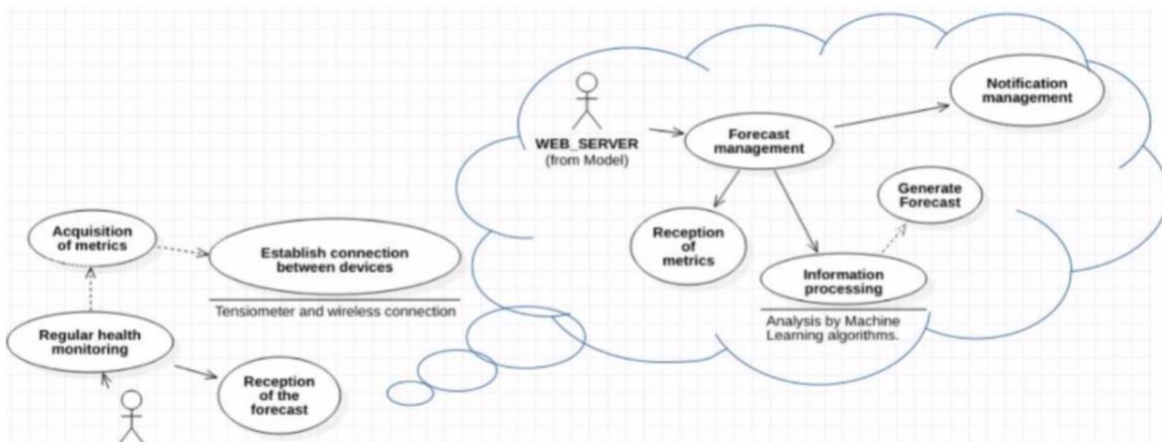 Notification
management
WEB_SERVER
(from Model)
Forecast
management
Generate
Forecast
Acquisition
of metrics
Establish connection
between devices
Reception
of
metrics
Information
processing
Tensiometer and wireless connection
Analysis by Machine
Learning algorithms.
Regular health
monitoring
Reception
of the
forecast